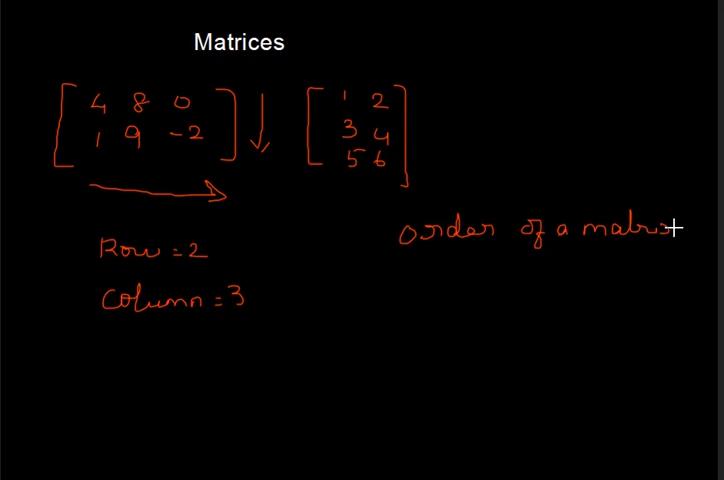 Matrices
4 8 0 1 2
1 9 -2 3 4
5 6
order of a matrix
Row = 2
Column = 3